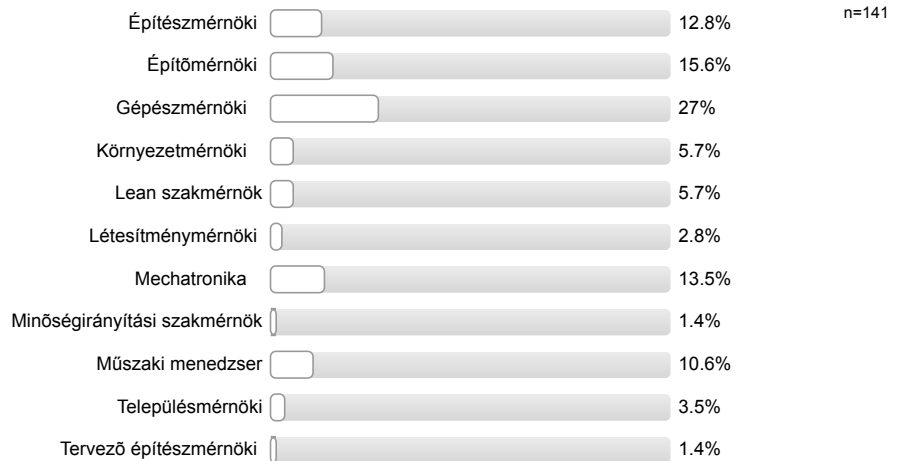 n=141
Építészmérnöki 12.8%
Építõmérnöki 15.6%
Gépészmérnöki 27%
Környezetmérnöki 5.7%
Lean szakmérnök 5.7%
Létesítménymérnöki 2.8%
Mechatronika 13.5%
Minõségirányítási szakmérnök 1.4%
Műszaki menedzser 10.6%
Településmérnöki 3.5%
Tervezõ építészmérnöki 1.4%